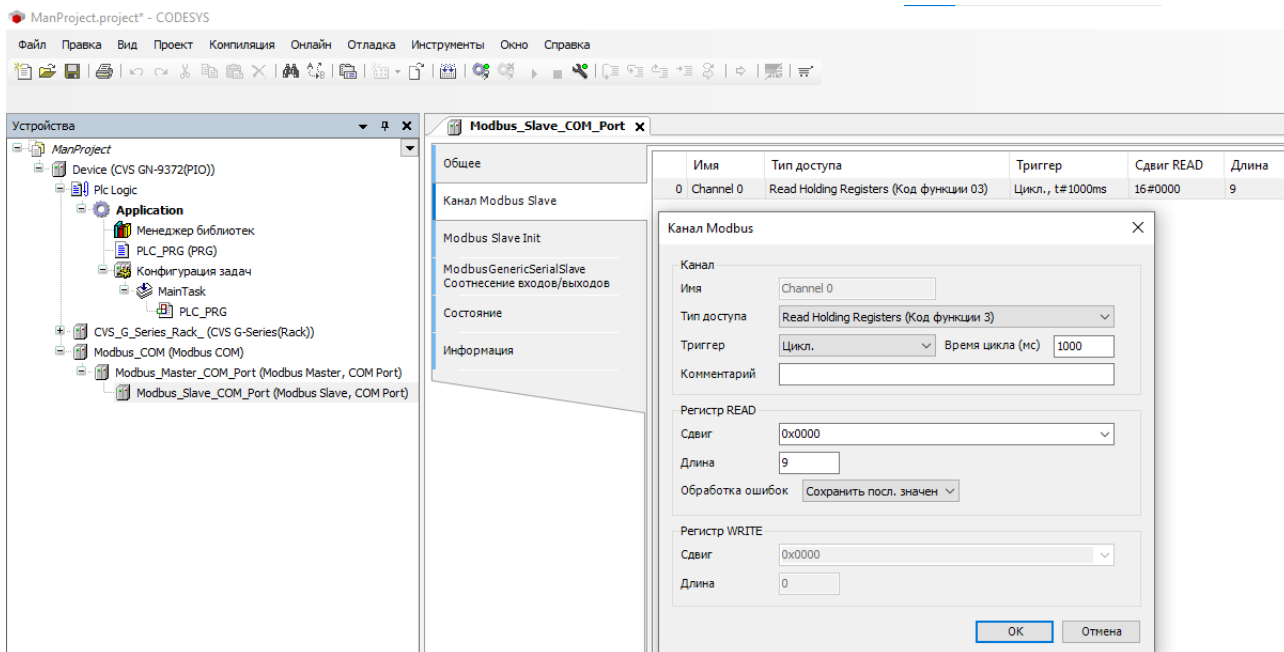 ManProject.project* - CODESYS
Файл Правка Вид Проект Компиляция Онлайн Отладка Инструменты Окно Справка
Устройства
ManProject
Device (CVS GN-9372(PIO))
Plc Logic
Application
Менеджер библиотек
PLC_PRG (PRG)
Конфигурация задач
MainTask
PLC_PRG
CVS_G_Series_Rack_ (CVS G-Series(Rack))
Modbus_COM (Modbus COM)
Modbus_Master_COM_Port (Modbus Master, COM Port)
Modbus_Slave_COM_Port (Modbus Slave, COM Port)
Modbus_Slave_COM_Port
Общее
Канал Modbus Slave
Modbus Slave Init
ModbusGenericSerialSlave
Соотнесение входов/выходов
Состояние
Информация
Имя Тип доступа Триггер Сдвиг READ Длина
0 Channel 0 Read Holding Registers (Код функции 03) Цикл., t#1000ms 16#0000 9
Канал Modbus
Канал
Имя Channel 0
Тип доступа Read Holding Registers (Код функции 3)
Триггер Цикл. Время цикла (мс) 1000
Комментарий
Регистр READ
Сдвиг 0x0000
Длина 9
Обработка ошибок Сохранить посл. значен
Регистр WRITE
Сдвиг 0x0000
Длина 0
OK Отмена